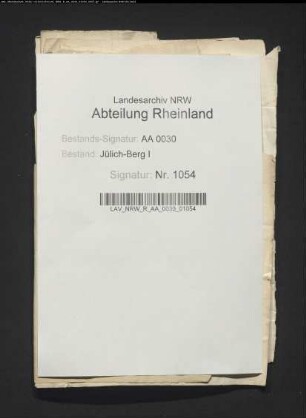 Landesarchiv NRW
Abteilung Rheinland
Bestands-Signatur: AA 0030
Bestand: Jülich-Berg I
Signatur: Nr. 1054
LAV_NRW_R_AA_0030_01054